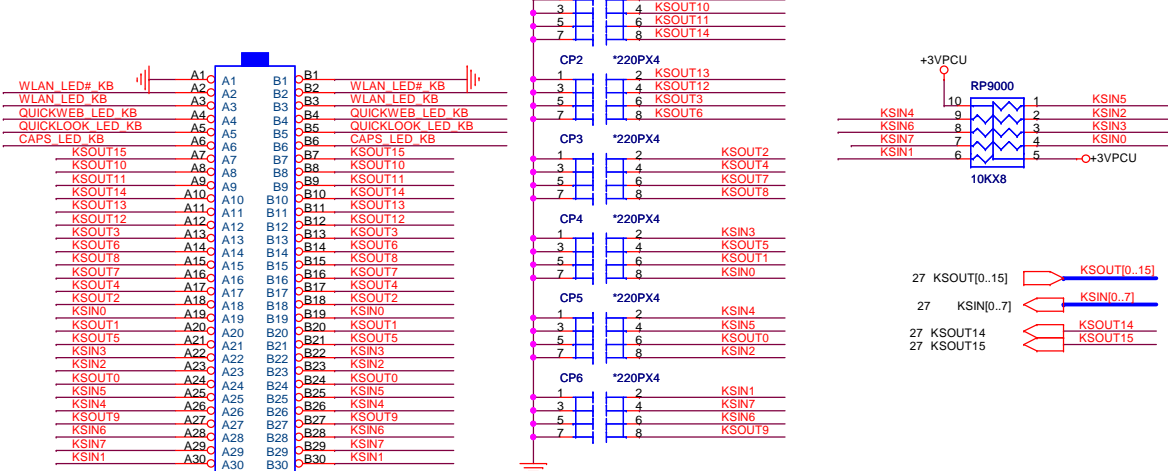 3 4 KSOUT10
5 6 KSOUT11
7 8 KSOUT14
CP2 *220PX4
1 2 KSOUT13
3 4 KSOUT12
5 6 KSOUT3
7 8 KSOUT6
CP3 *220PX4
1 2 KSOUT2
3 4 KSOUT4
5 6 KSOUT7
7 8 KSOUT8
CP4 *220PX4
1 2 KSIN3
3 4 KSOUT5
5 6 KSOUT1
7 8 KSIN0
CP5 *220PX4
1 2 KSIN4
3 4 KSIN5
5 6 KSOUT0
7 8 KSIN2
CP6 *220PX4
1 2 KSIN1
3 4 KSIN7
5 6 KSIN6
7 8 KSOUT9
A1 A1 B1 B1
WLAN_LED#_KB A2 A2 B2 B2 WLAN_LED#_KB
WLAN_LED_KB A3 A3 B3 B3 WLAN_LED_KB
QUICKWEB_LED_KB A4 A4 B4 B4 QUICKWEB_LED_KB
QUICKLOOK_LED_KB A5 A5 B5 B5 QUICKLOOK_LED_KB
CAPS_LED_KB A6 A6 B6 B6 CAPS_LED_KB
KSOUT15 A7 A7 B7 B7 KSOUT15
KSOUT10 A8 A8 B8 B8 KSOUT10
KSOUT11 A9 A9 B9 B9 KSOUT11
KSOUT14 A10 A10 B10 B10 KSOUT14
KSOUT13 A11 A11 B11 B11 KSOUT13
KSOUT12 A12 A12 B12 B12 KSOUT12
KSOUT3 A13 A13 B13 B13 KSOUT3
KSOUT6 A14 A14 B14 B14 KSOUT6
KSOUT8 A15 A15 B15 B15 KSOUT8
KSOUT7 A16 A16 B16 B16 KSOUT7
KSOUT4 A17 A17 B17 B17 KSOUT4
KSOUT2 A18 A18 B18 B18 KSOUT2
KSIN0 A19 A19 B19 B19 KSIN0
KSOUT1 A20 A20 B20 B20 KSOUT1
KSOUT5 A21 A21 B21 B21 KSOUT5
KSIN3 A22 A22 B22 B22 KSIN3
KSIN2 A23 A23 B23 B23 KSIN2
KSOUT0 A24 A24 B24 B24 KSOUT0
KSIN5 A25 A25 B25 B25 KSIN5
KSIN4 A26 A26 B26 B26 KSIN4
KSOUT9 A27 A27 B27 B27 KSOUT9
KSIN6 A28 A28 B28 B28 KSIN6
KSIN7 A29 A29 B29 B29 KSIN7
KSIN1 A30 A30 B30 B30 KSIN1
+3VPCU
RP9000
10 1 KSIN5
KSIN4 9 2 KSIN2
KSIN6 8 3 KSIN3
KSIN7 7 4 KSIN0
KSIN1 6 5 +3VPCU
10KX8
27 KSOUT[0..15] KSOUT[0..15]
27 KSIN[0..7] KSIN[0..7]
27 KSOUT14 KSOUT14
27 KSOUT15 KSOUT15